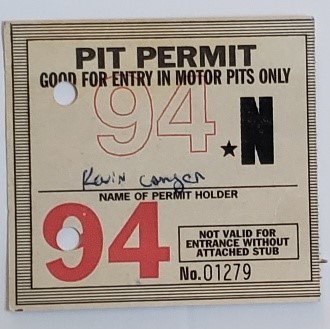 PIT PERMIT
GOOD FOR ENTRY IN MOTOR PITS ONLY
94
★N
Kevin
NAME OF PERMIT HOLDER
94
NOT VALID FOR
ENTRANCE WITHOUT
ATTACHED STUB
No. 01279